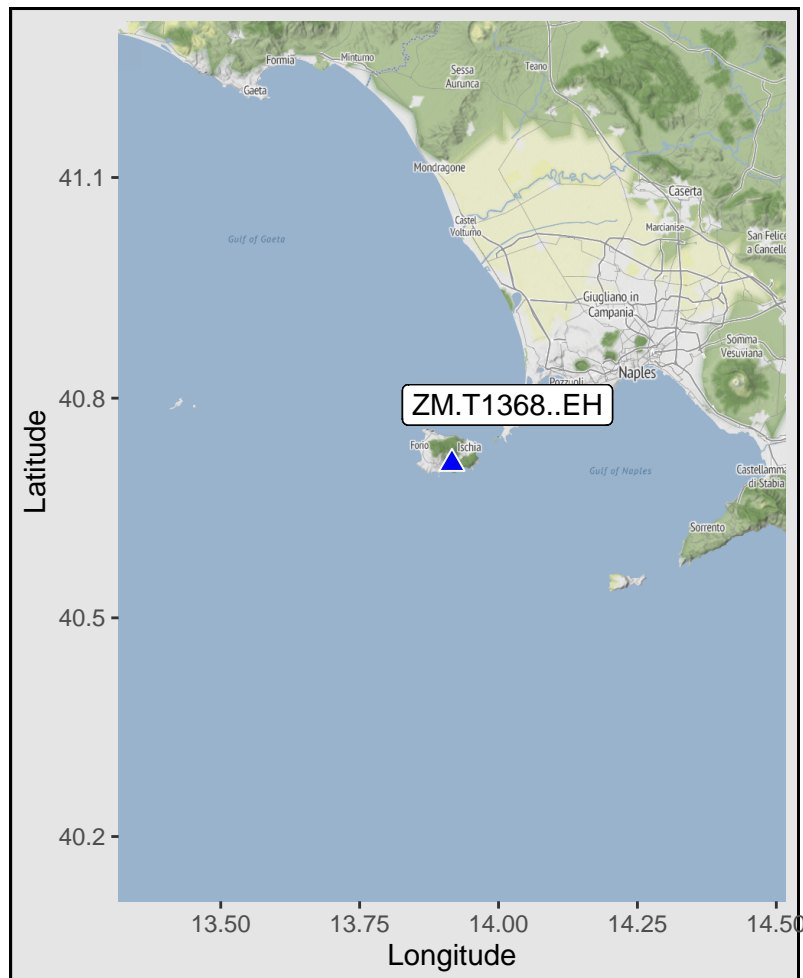 Formia
Minturno
Gaeta
Sessa
Aurunca
Teano
41.1
Mondragone
Caserta
Castel
Volturno
Marcianise
San Felice
a Cancello
Gulf of Gaeta
Giugliano in
Campania
Somma
Vesuviana
Pozzuoli
Naples
40.8
ZM.T1368..EH
Forio
Ischia
Gulf of Naples
Castellamma
di Stabia
Sorrento
Latitude
40.5
40.2
13.50
13.75
14.00
14.25
14.50
Longitude